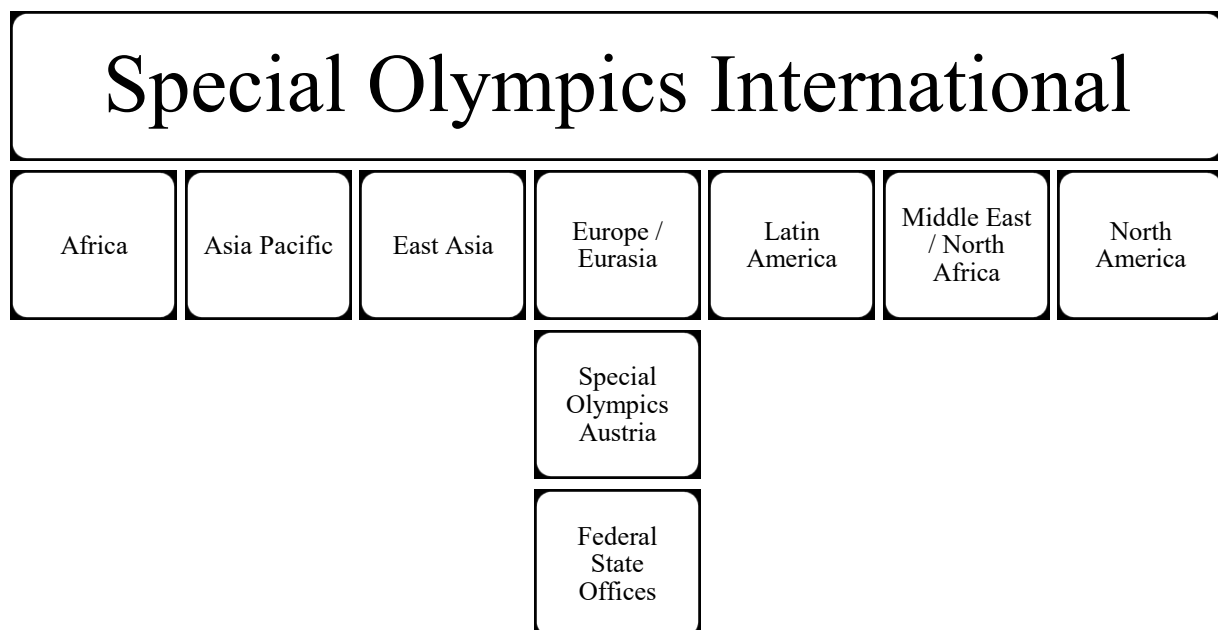 Special Olympics International
Africa
Asia Pacific
East Asia
Europe /
Eurasia
Latin
America
Middle East
/ North
Africa
North
America
Special
Olympics
Austria
Federal
State
Offices